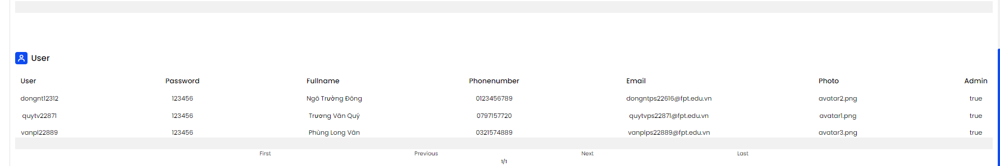 User
User Password Fullname Phonenumber Email Photo Admin
dongnt12312 123456 Ngô Trường Đông 0123456789 dongntps22616@fpt.edu.vn avatar2.png true
quytv22871 123456 Trương Văn Quý 0797157720 quytvps22871@fpt.edu.vn avatar1.png true
vanpl22889 123456 Phùng Long Văn 0321574889 vanplps22889@fpt.edu.vn avatar3.png true
First Previous Next Last
1/1